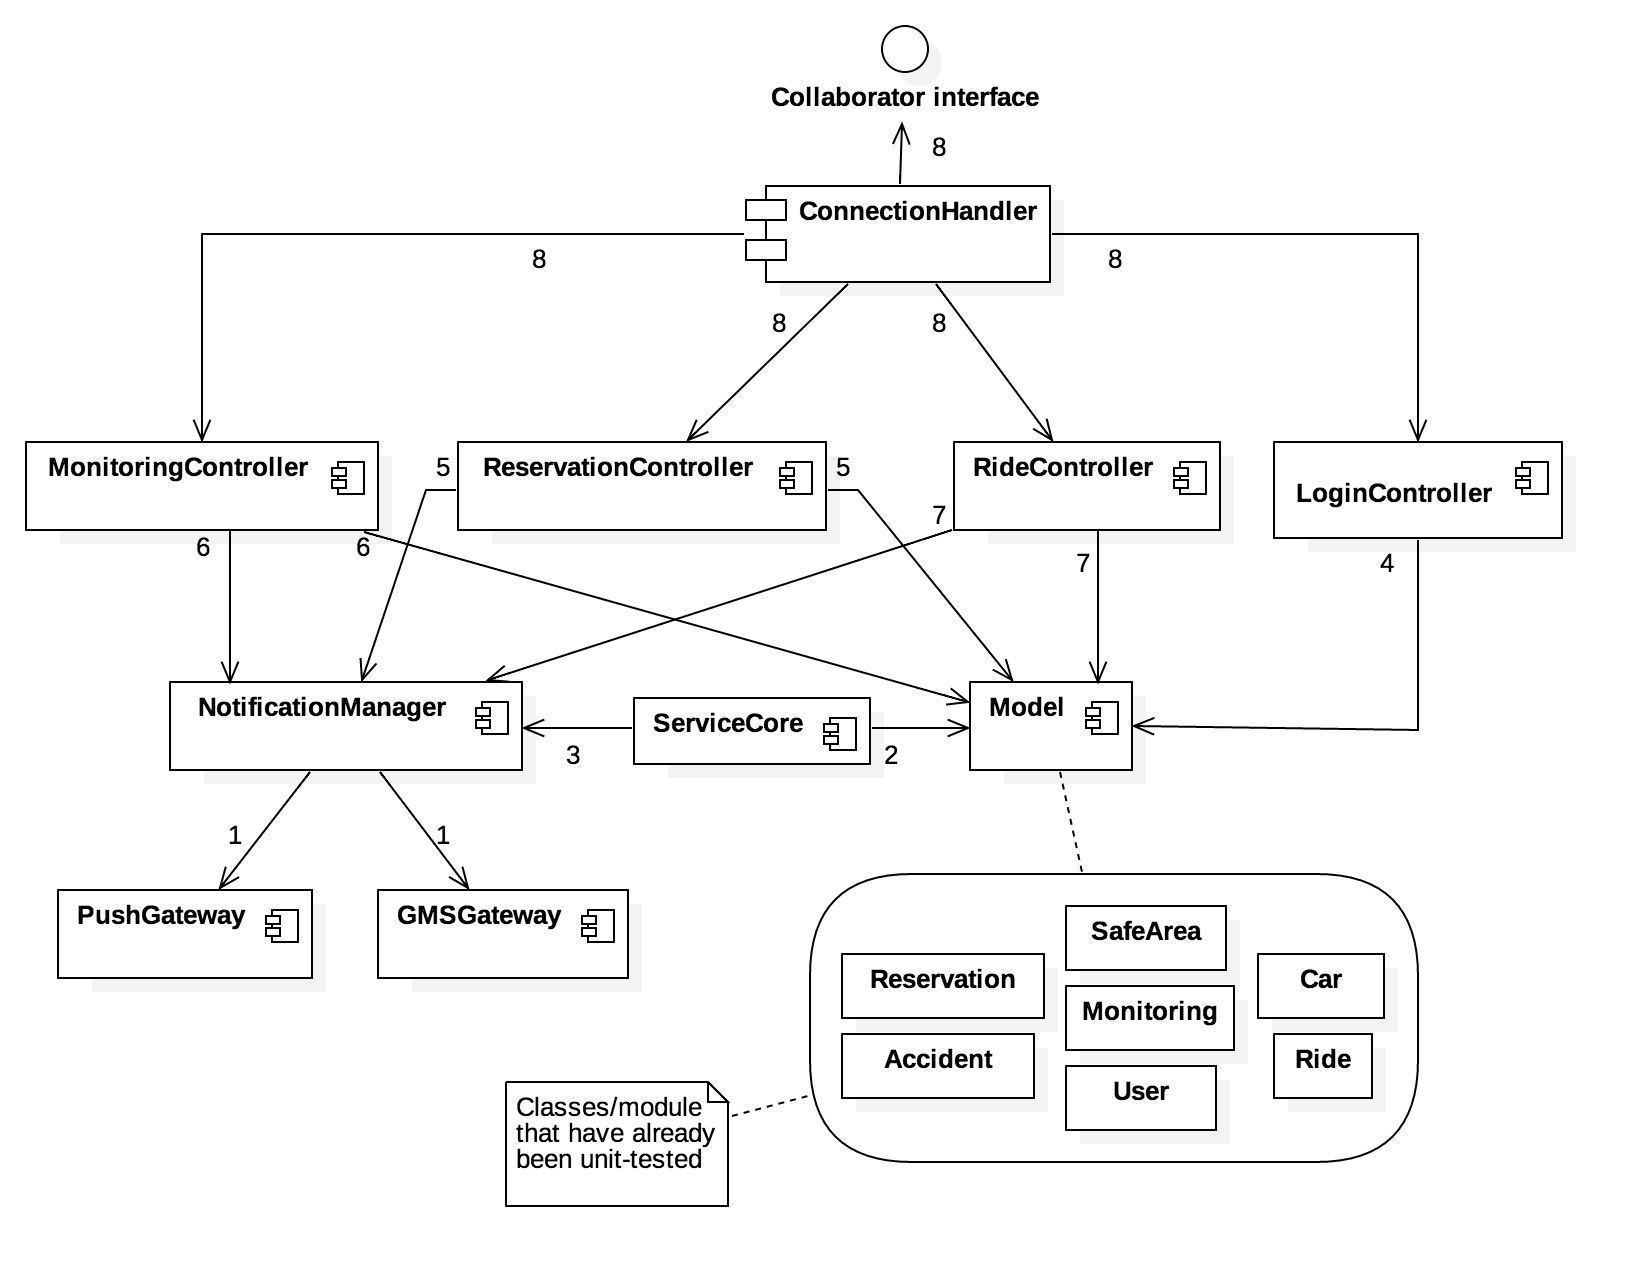 Collaborator interface
8
ConnectionHandler
8
8
8
8
MonitoringController
5
ReservationController
5
RideController
LoginController
7
6
6
7
4
NotificationManager
ServiceCore
Model
3
2
1
1
PushGateway
GMSGateway
SafeArea
Reservation
Car
Monitoring
Accident
Ride
User
Classes/module
that have already
been unit-tested